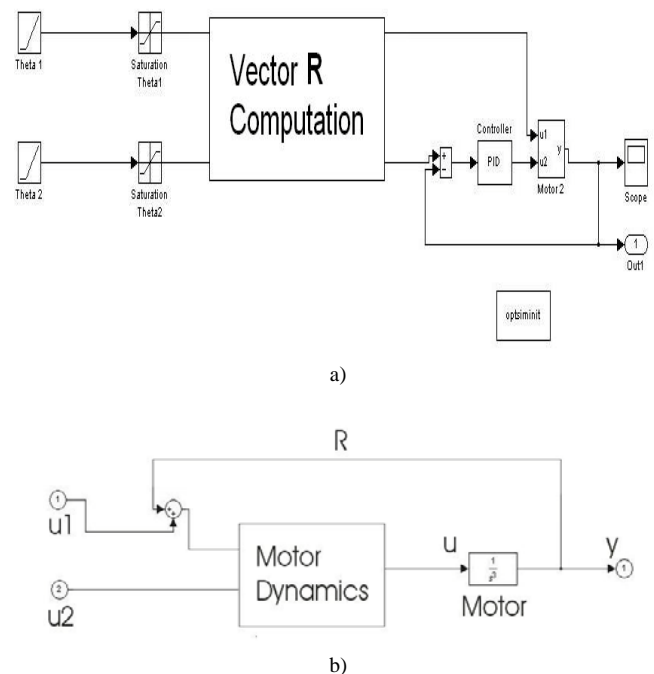 Theta 1
Saturation
Theta1
Vector R
Computation
Theta 2
Saturation
Theta2
+
−
Controller
PID
u1
u2
y
Motor 2
Scope
1
Out1
optsiminit
a)
R
1
u1
+
+
2
u2
Motor
Dynamics
u
1
Motor
y
1
b)